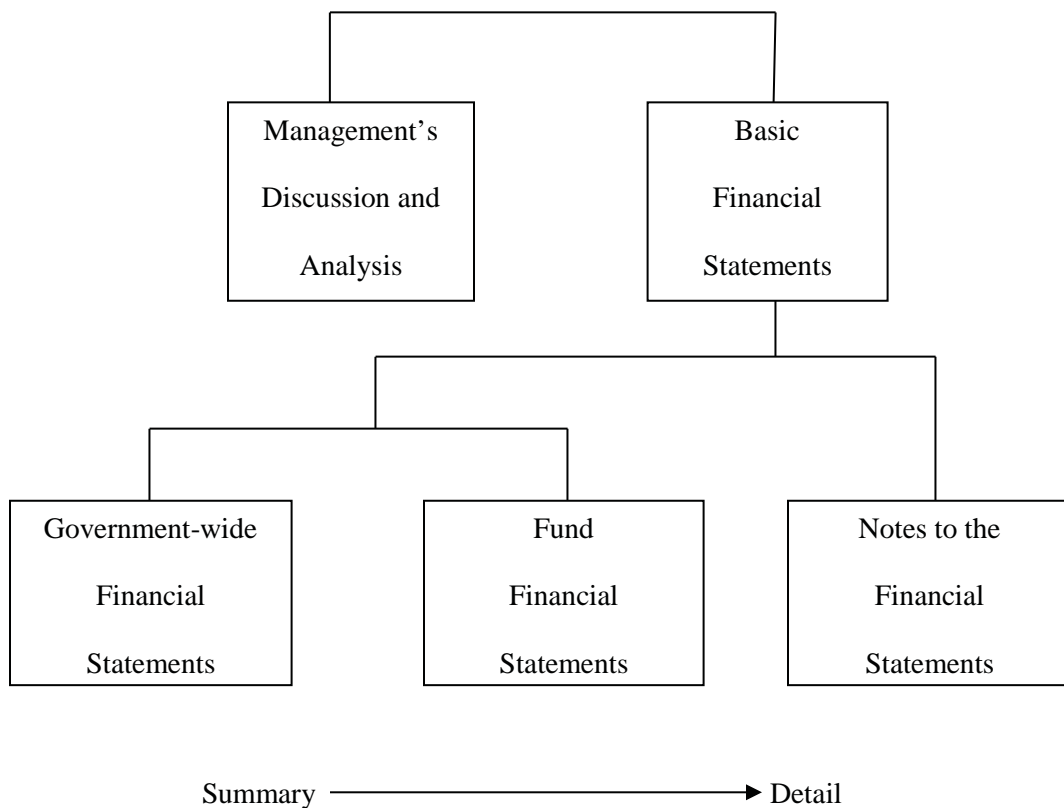 Management’s
Discussion and
Analysis
Basic
Financial
Statements
Government-wide
Financial
Statements
Fund
Financial
Statements
Notes to the
Financial
Statements
Summary
Detail